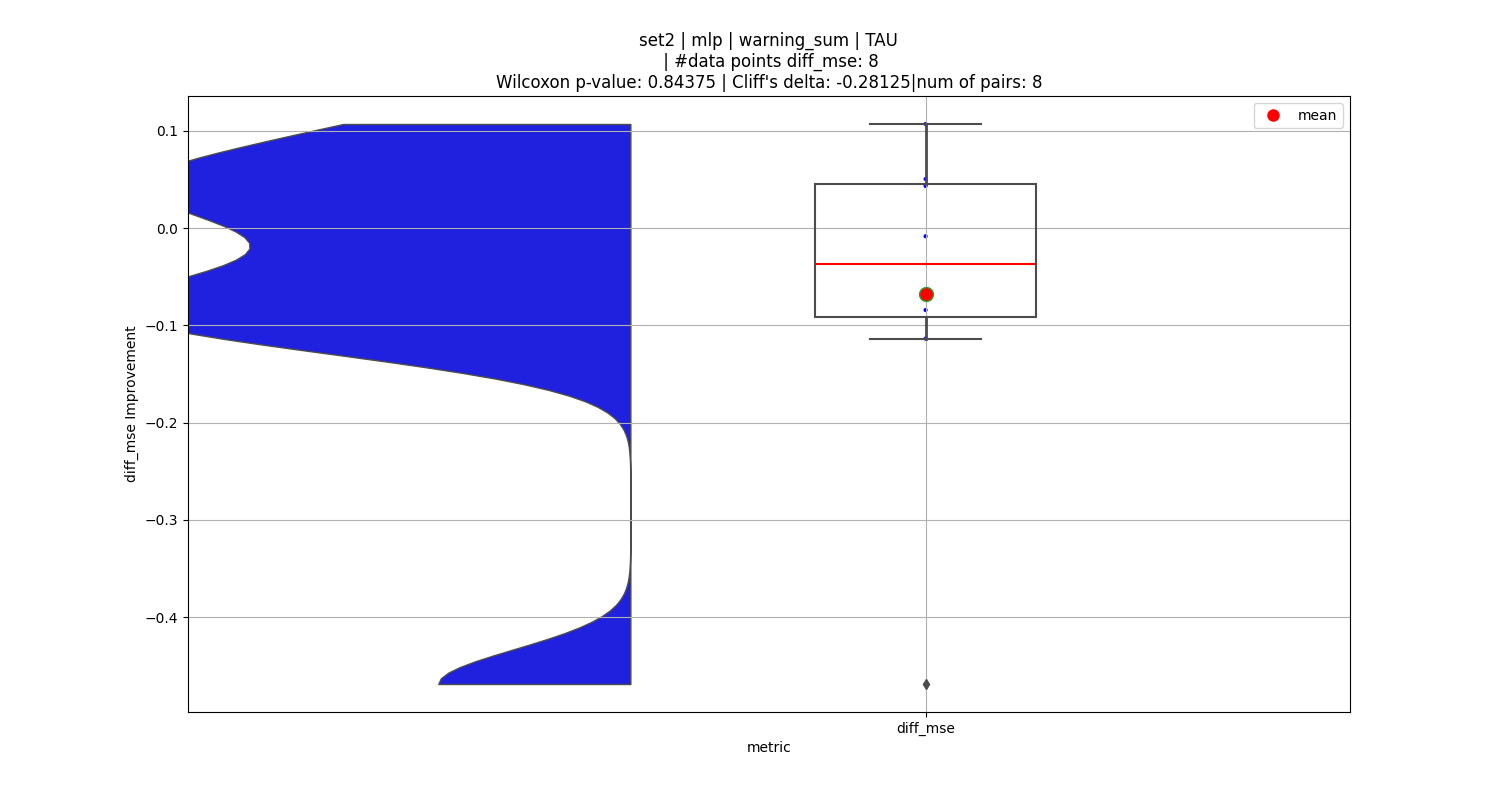 set2 | mlp | warning_sum | TAU
| #data points diff_mse: 8
Wilcoxon p-value: 0.84375 | Cliff's delta: -0.28125|num of pairs: 8
mean
0.1
0.0
−0.1
−0.2
−0.3
−0.4
diff_mse Improvement
diff_mse
metric